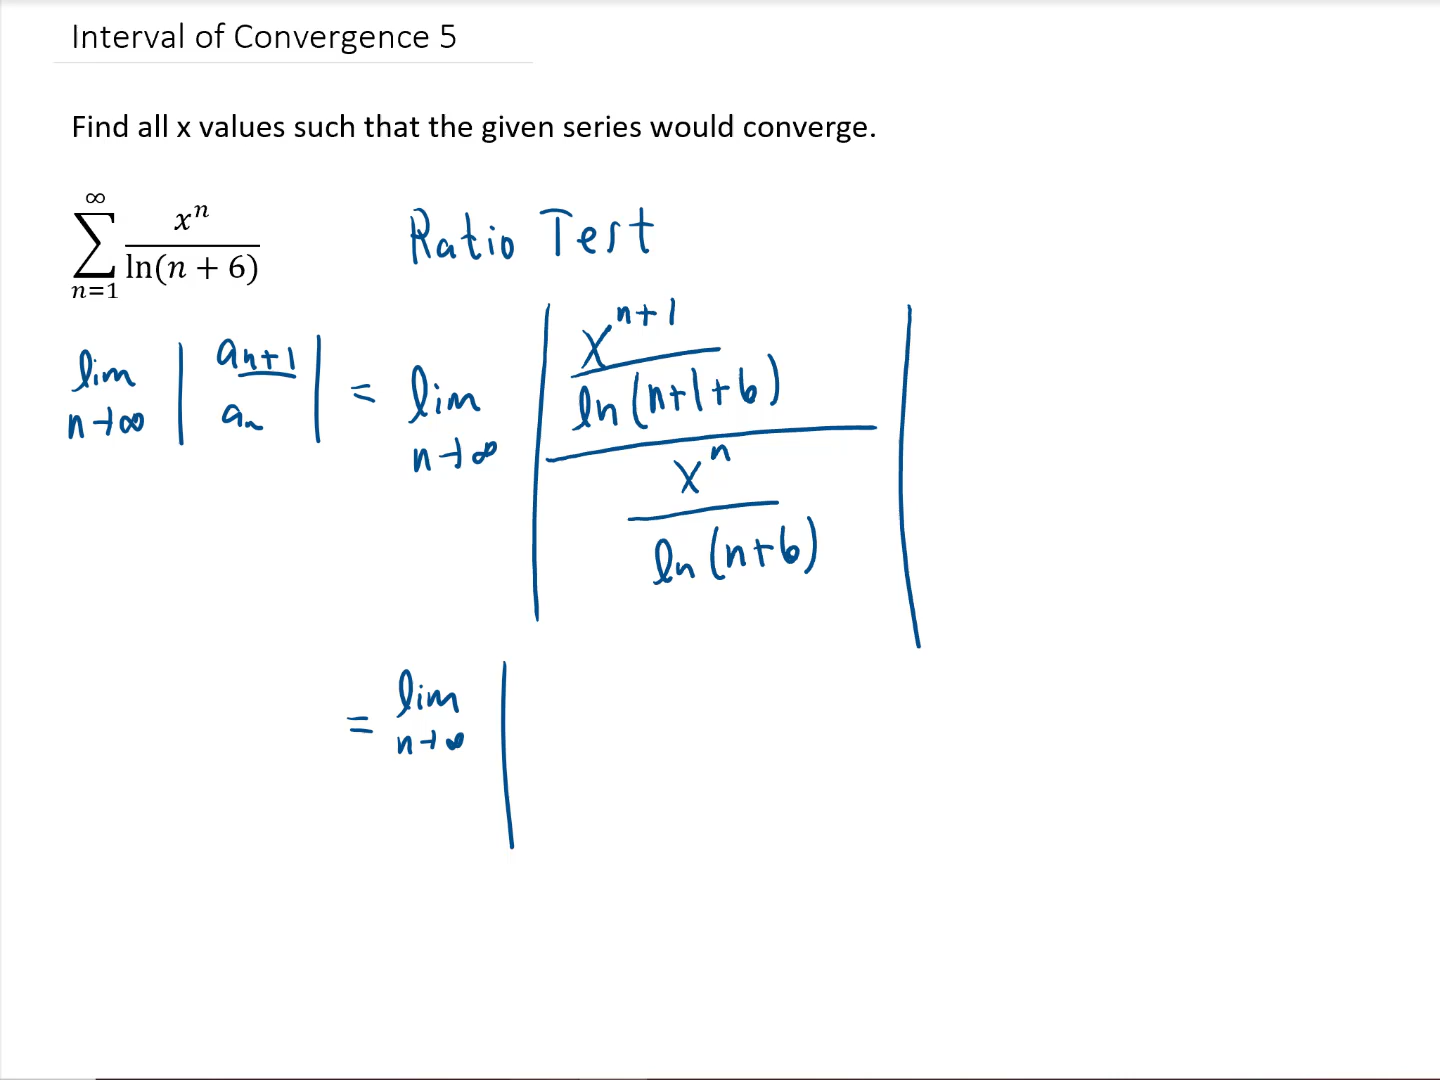 Interval of Convergence 5
Find all x values such that the given series would converge.
∞
∑ xⁿ / ln(n + 6)
n=1
Ratio Test
lim n→∞ | aₙ₊₁ / aₙ | = lim n→∞ | (xⁿ⁺¹ / ln(n+1+6)) / (xⁿ / ln(n+6)) |
= lim n→∞ |